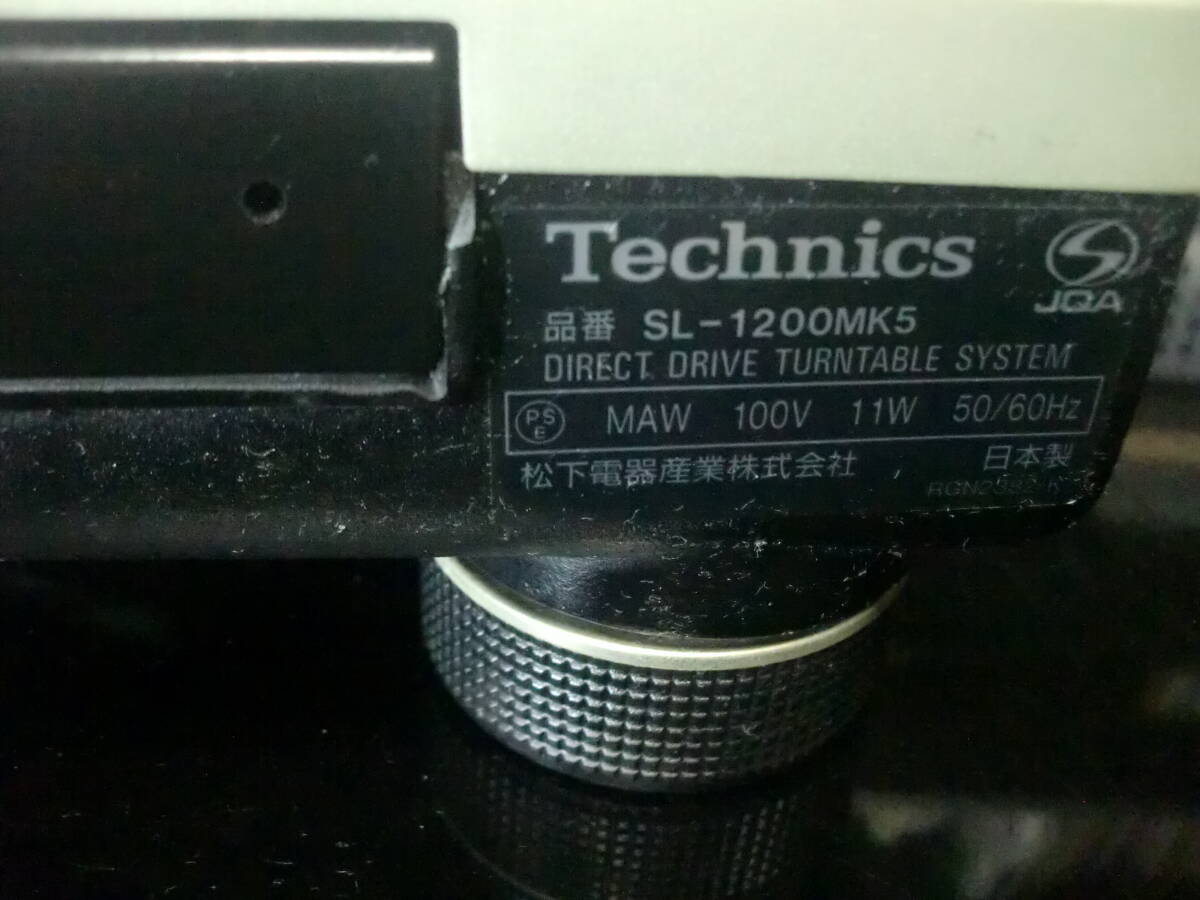 Technics
JQA
品番 SL-1200MK5
DIRECT DRIVE TURNTABLE SYSTEM
PSE MAW 100V 11W 50/60Hz
松下電器産業株式会社 日本製